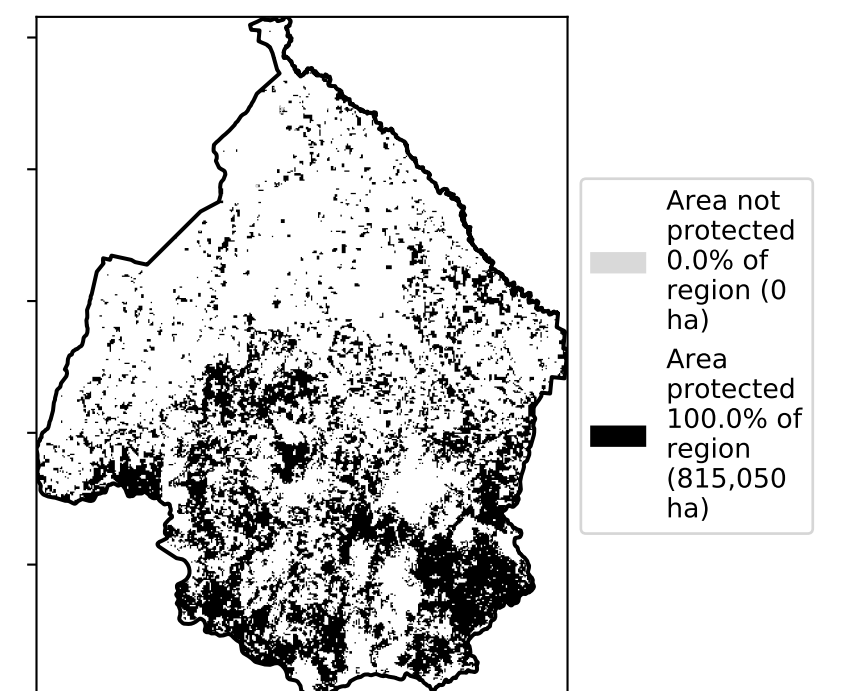 Area not
protected
0.0% of
region (0
ha)
Area
protected
100.0% of
region
(815,050
ha)